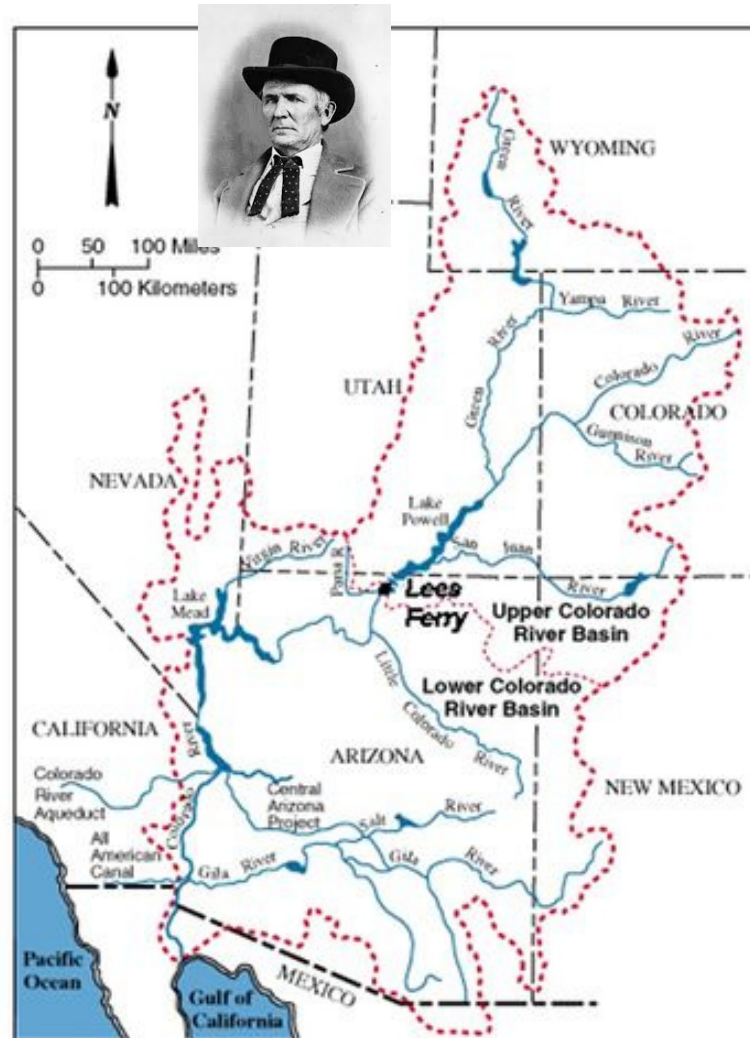 N
WYOMING
Green
River
0 50 100 Miles
0 100 Kilometers
Yampa River
Green River
Colorado River
UTAH
COLORADO
Gunnison
River
NEVADA
Lake
Powell
San Juan
River
Virgin River
Paria R.
Lees
Ferry
Lake
Mead
Upper Colorado
River Basin
Little
Colorado
River
Lower Colorado
River Basin
CALIFORNIA
Colorado River
ARIZONA
NEW MEXICO
Colorado
River
Aqueduct
Central
Arizona
Project
Salt River
All
American
Canal
Gila River
Gila River
Pacific
Ocean
MEXICO
Gulf of
California